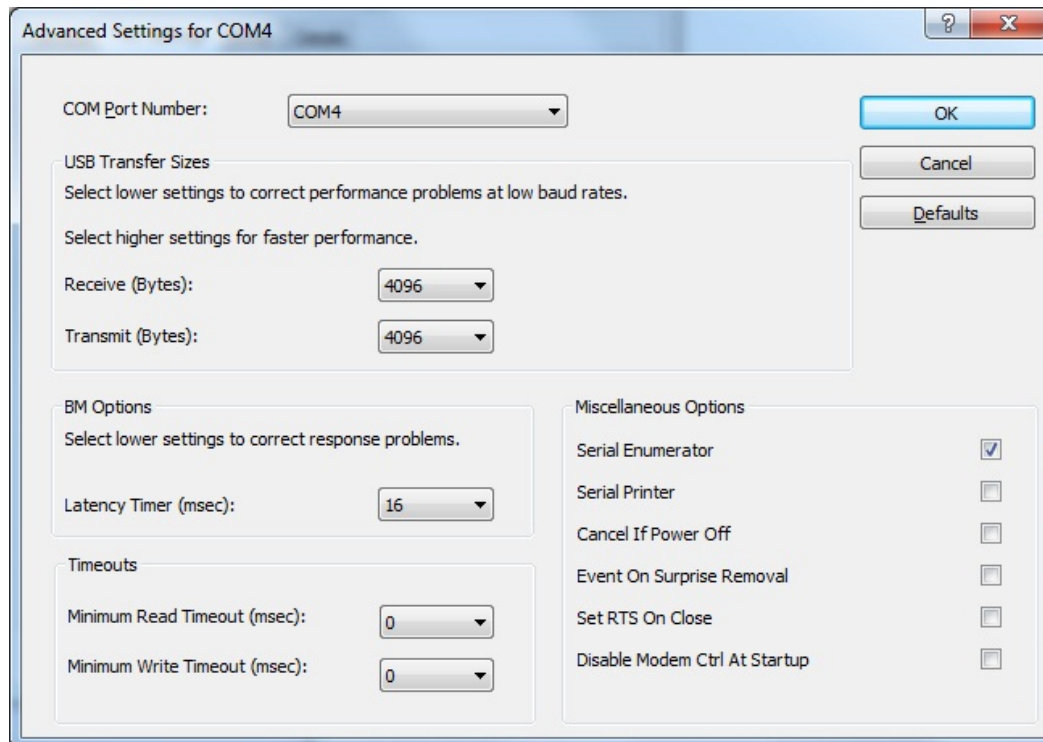 Advanced Settings for COM4
COM Port Number:
COM4
OK
Cancel
Defaults
USB Transfer Sizes
Select lower settings to correct performance problems at low baud rates.
Select higher settings for faster performance.
Receive (Bytes):
4096
Transmit (Bytes):
4096
BM Options
Select lower settings to correct response problems.
Latency Timer (msec):
16
Timeouts
Minimum Read Timeout (msec):
0
Minimum Write Timeout (msec):
0
Miscellaneous Options
Serial Enumerator
Serial Printer
Cancel If Power Off
Event On Surprise Removal
Set RTS On Close
Disable Modem Ctrl At Startup